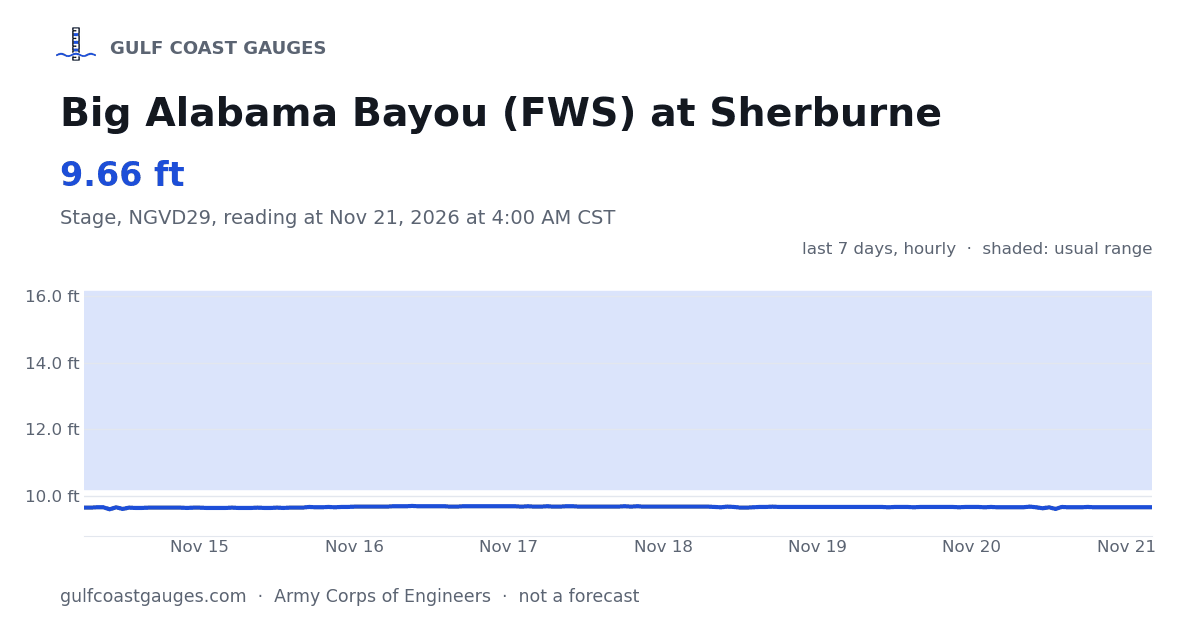 GULF COAST GAUGES
Big Alabama Bayou (FWS) at Sherburne
9.66 ft
Stage, NGVD29, reading at Nov 21, 2026 at 4:00 AM CST
last 7 days, hourly · shaded: usual range
16.0 ft
14.0 ft
12.0 ft
10.0 ft
Nov 15 Nov 16 Nov 17 Nov 18 Nov 19 Nov 20 Nov 21
gulfcoastgauges.com · Army Corps of Engineers · not a forecast